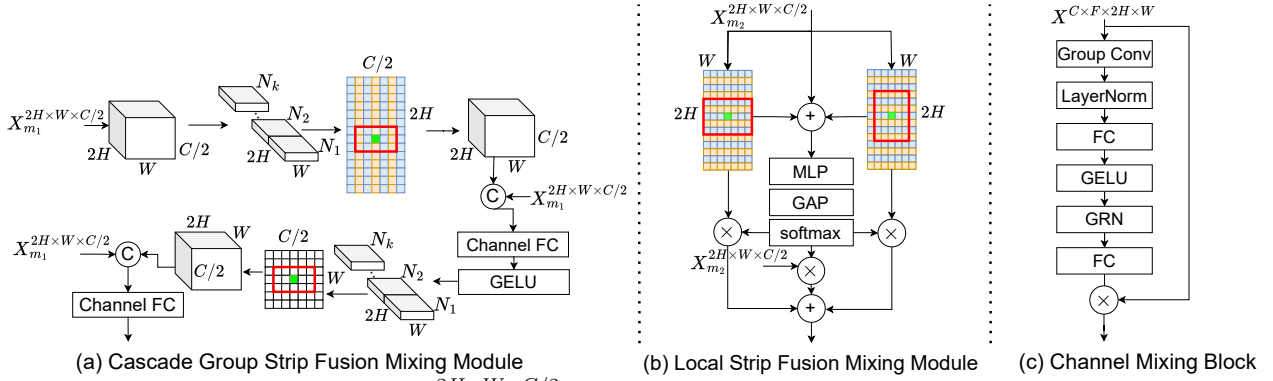 X_{m_1}^{2H×W×C/2}
2H
W
C/2
N_k
N_2
N_1
2H
W
C/2
2H
2H
W
C/2
C
X_{m_1}^{2H×W×C/2}
Channel FC
GELU
N_k
N_2
N_1
2H
W
C/2
W
2H
W
C/2
X_{m_1}^{2H×W×C/2}
C
Channel FC
(a) Cascade Group Strip Fusion Mixing Module
X_{m_2}^{2H×W×C/2}
W
2H
W
2H
+
MLP
GAP
softmax
×
×
X_{m_2}^{2H×W×C/2}
×
+
(b) Local Strip Fusion Mixing Module
X^{C×F×2H×W}
Group Conv
LayerNorm
FC
GELU
GRN
FC
×
(c) Channel Mixing Block